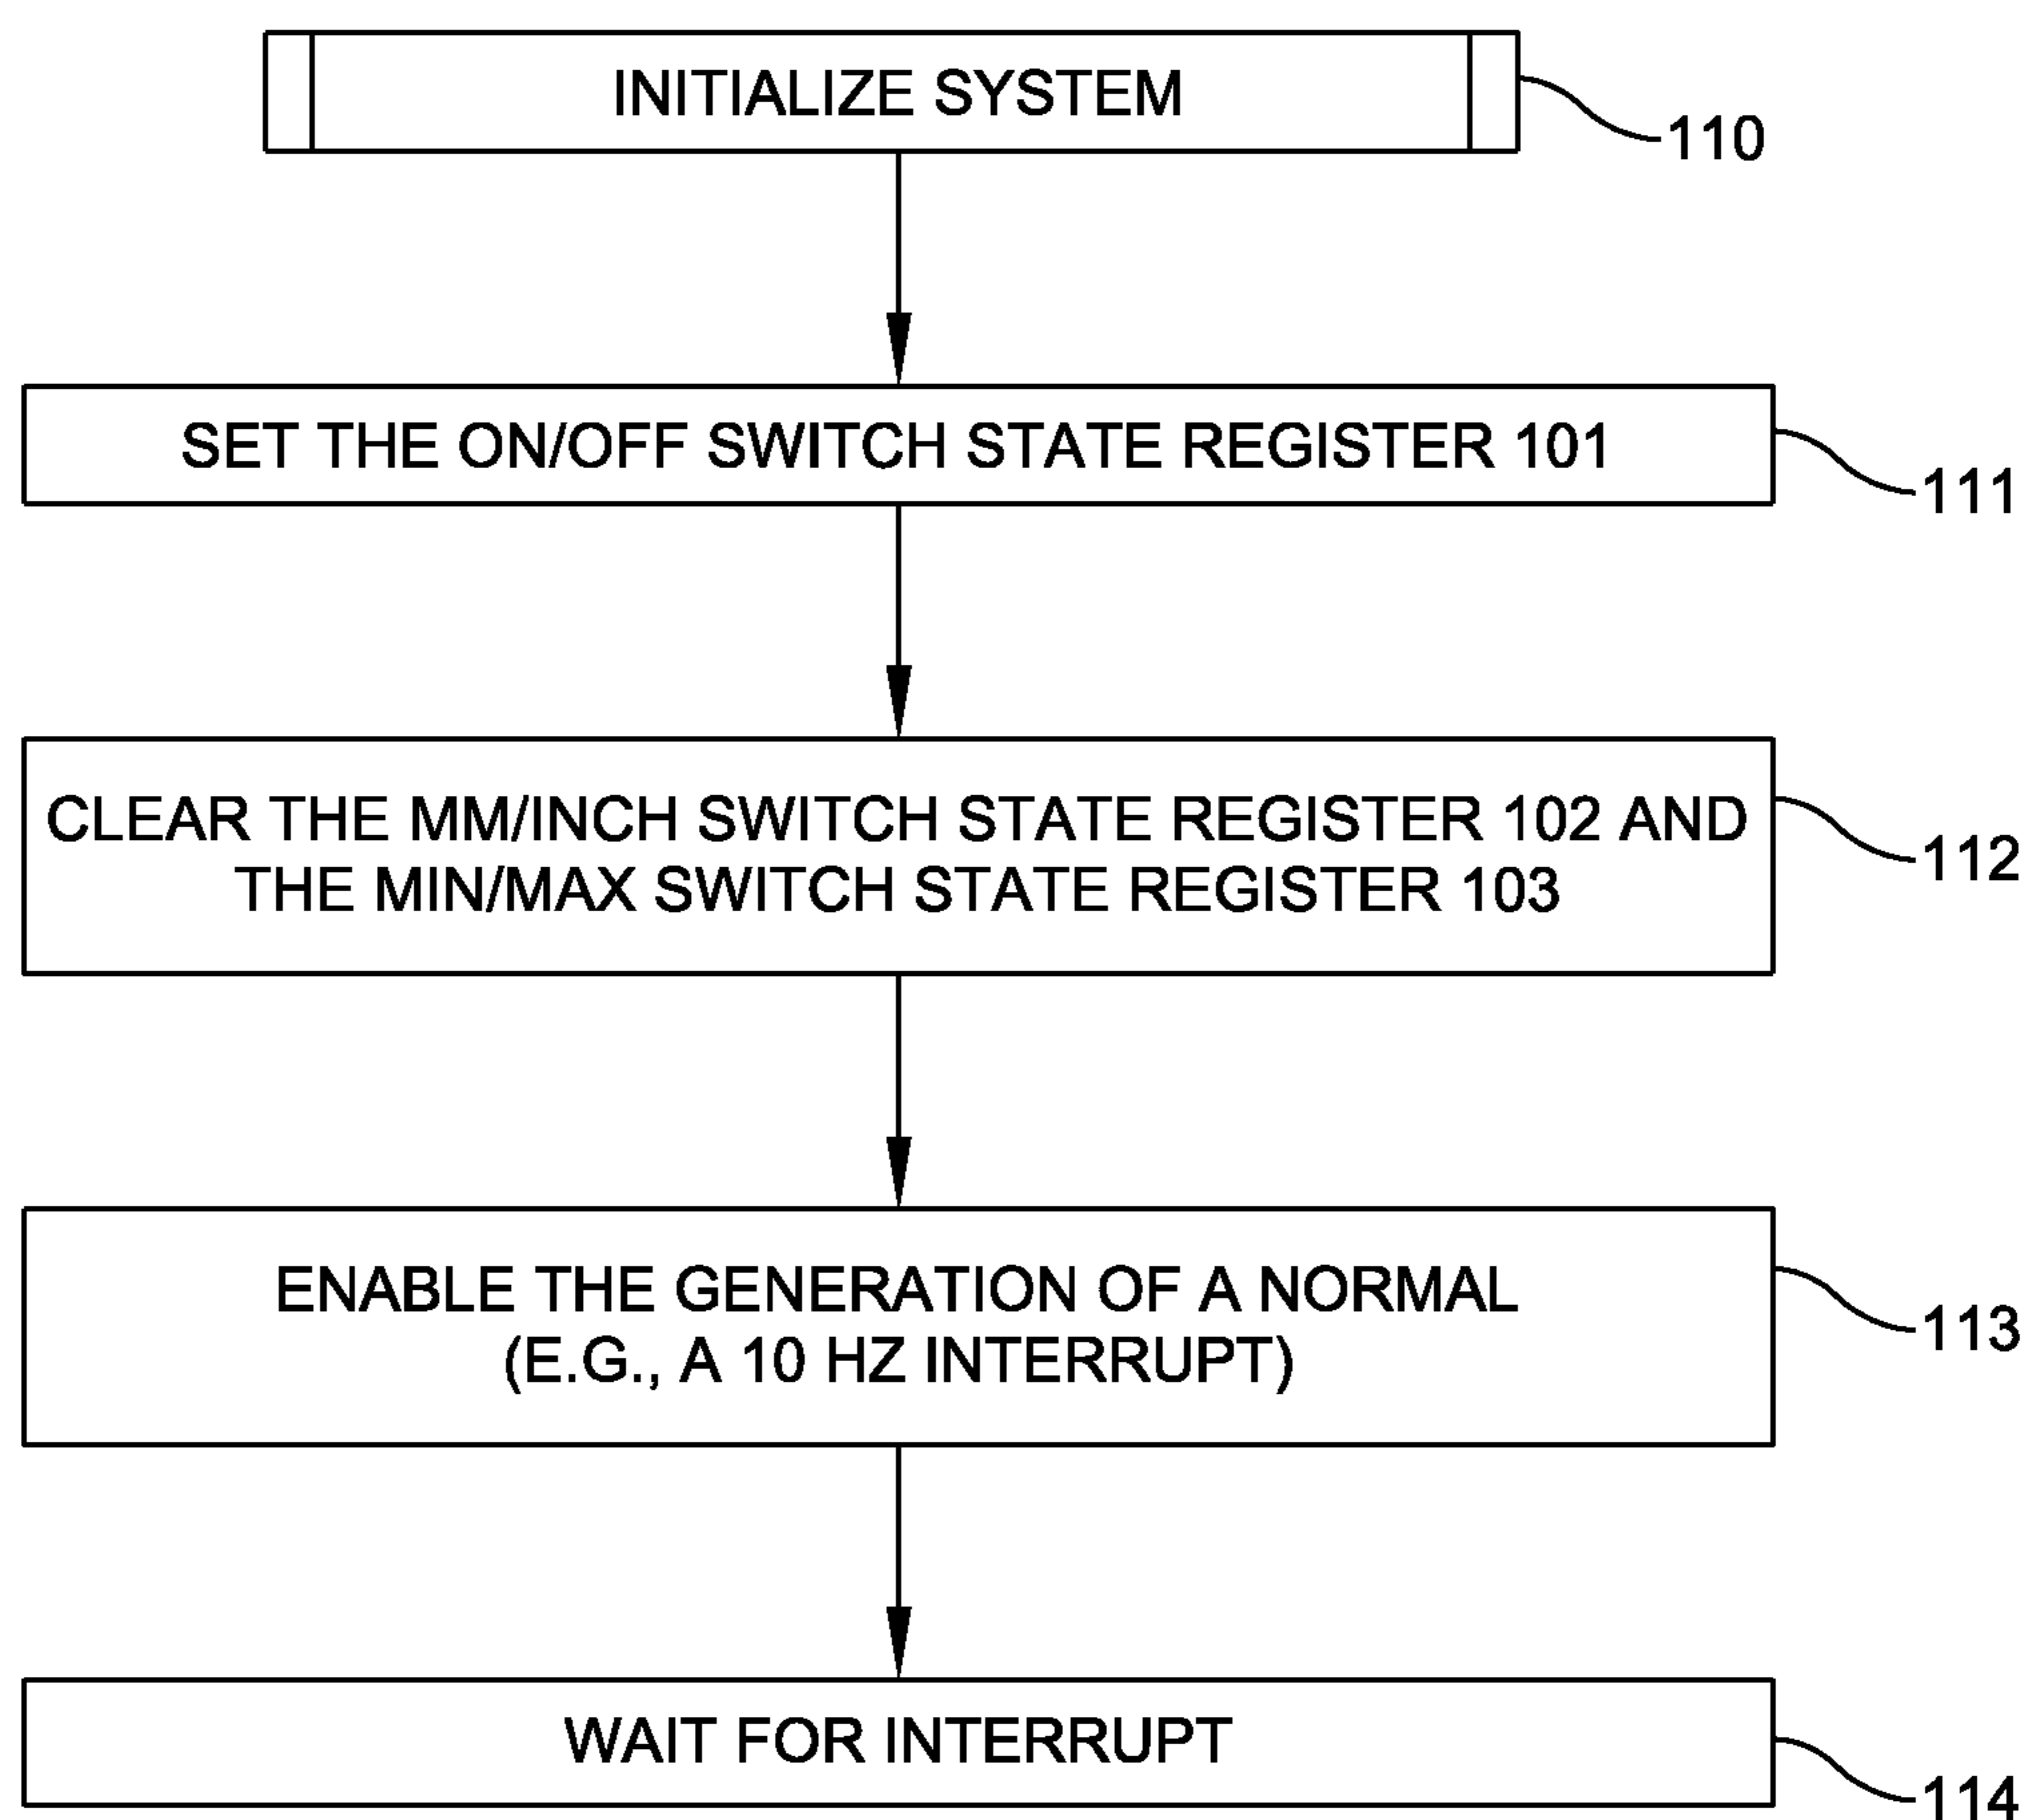 INITIALIZE SYSTEM
110
SET THE ON/OFF SWITCH STATE REGISTER 101
111
CLEAR THE MM/INCH SWITCH STATE REGISTER 102 AND
THE MIN/MAX SWITCH STATE REGISTER 103
112
ENABLE THE GENERATION OF A NORMAL
(E.G., A 10 HZ INTERRUPT)
113
WAIT FOR INTERRUPT
114